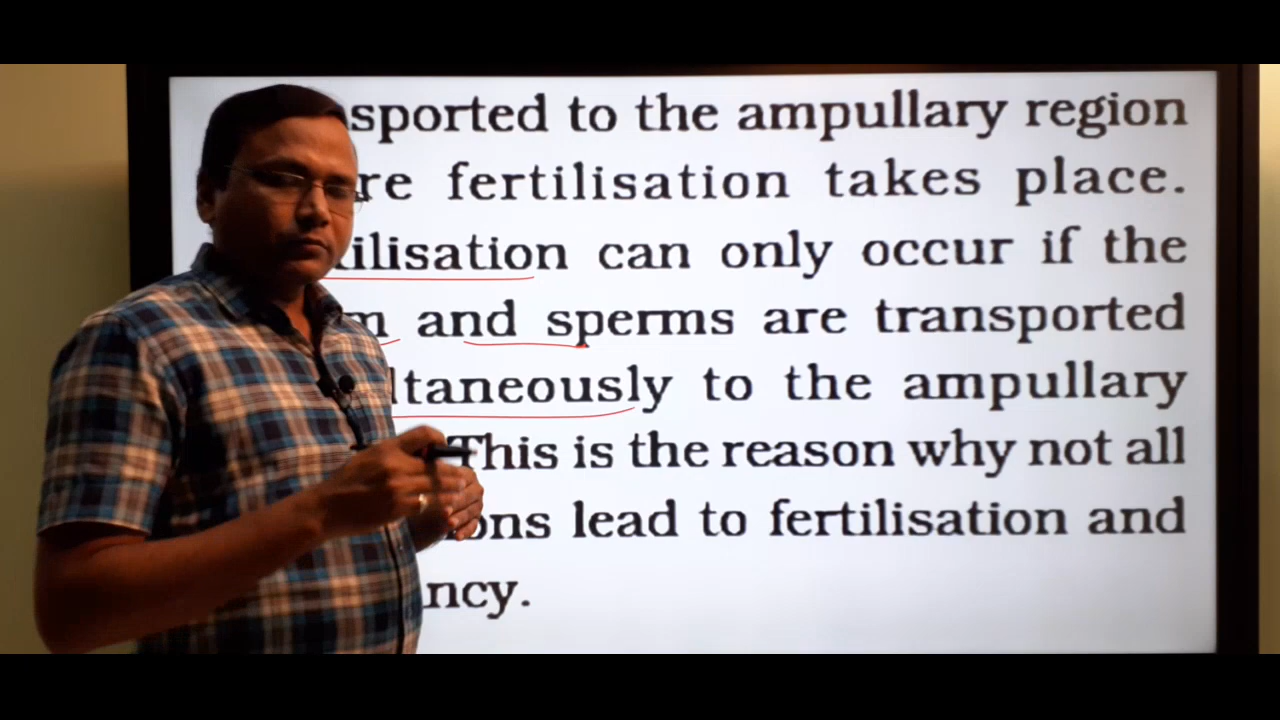 sported to the ampullary region
re fertilisation takes place.
ilisation can only occur if the
m and sperms are transported
ltaneously to the ampullary
This is the reason why not all
ons lead to fertilisation and
ncy.